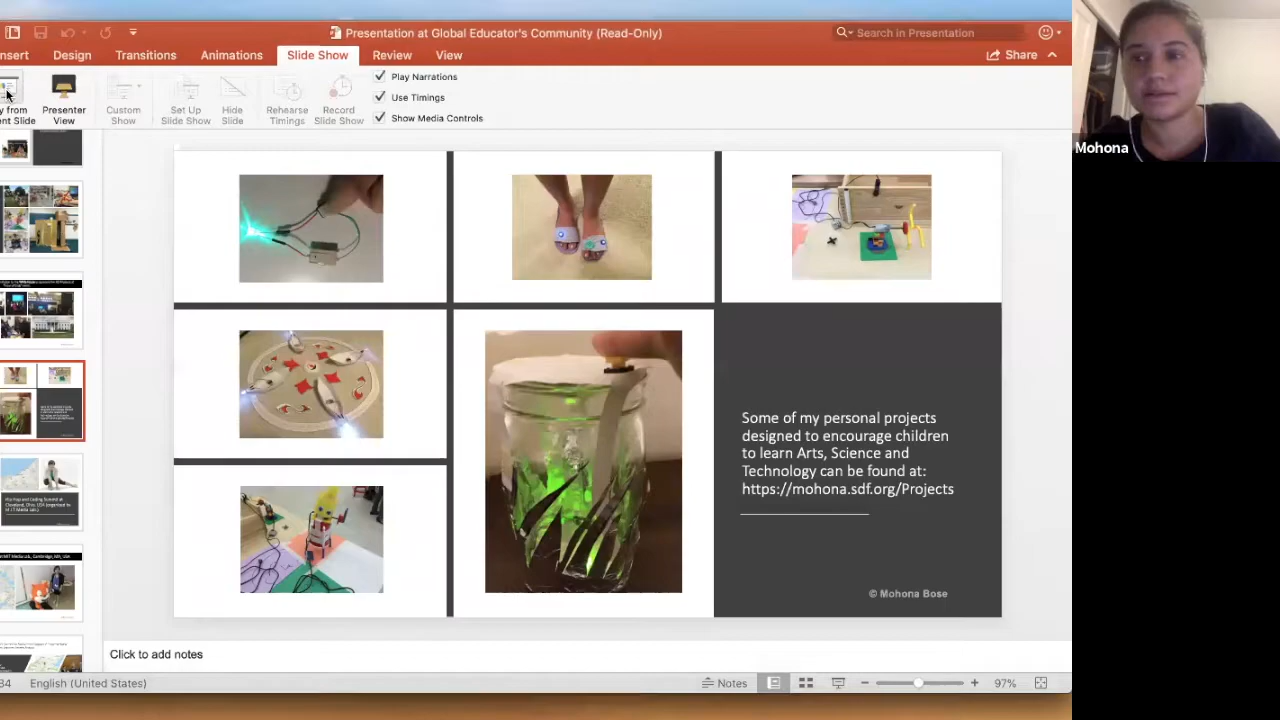 Presentation at Global Educator's Community (Read-Only)
Search in Presentation
nsert Design Transitions Animations Slide Show Review View
Share
Presenter View
Custom Show
Set Up Slide Show
Hide Slide
Rehearse Timings
Record Slide Show
Play Narrations
Use Timings
Show Media Controls
Mohona
Some of my personal projects
designed to encourage children
to learn Arts, Science and
Technology can be found at:
https://mohona.sdf.org/Projects
© Mohona Bose
Click to add notes
English (United States)
Notes
97%